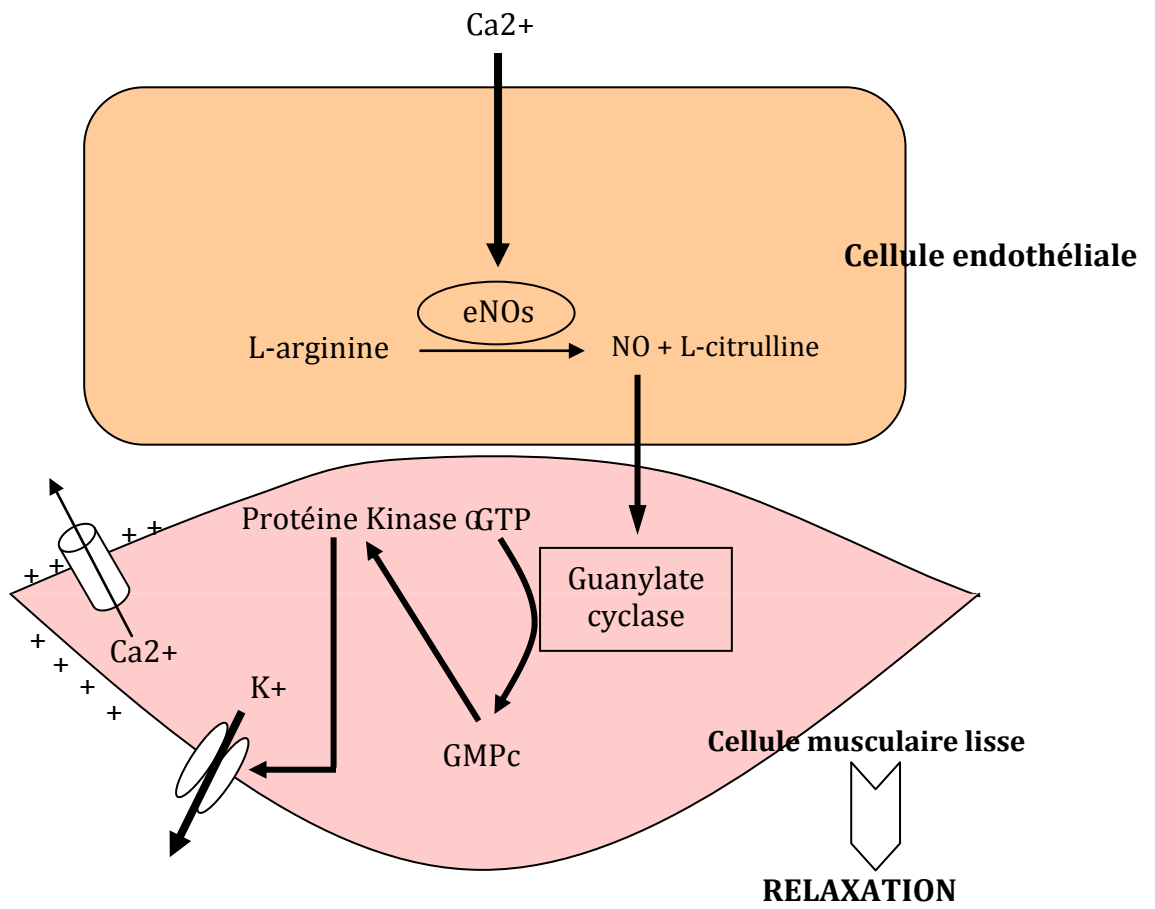 Ca2+
Cellule endothéliale
eNOs
L-arginine
NO + L-citrulline
Protéine Kinase G
GTP
+ +
Guanylate
cyclase
+ +
+
Ca2+
+
+
K+
+
Cellule musculaire lisse
GMPc
RELAXATION